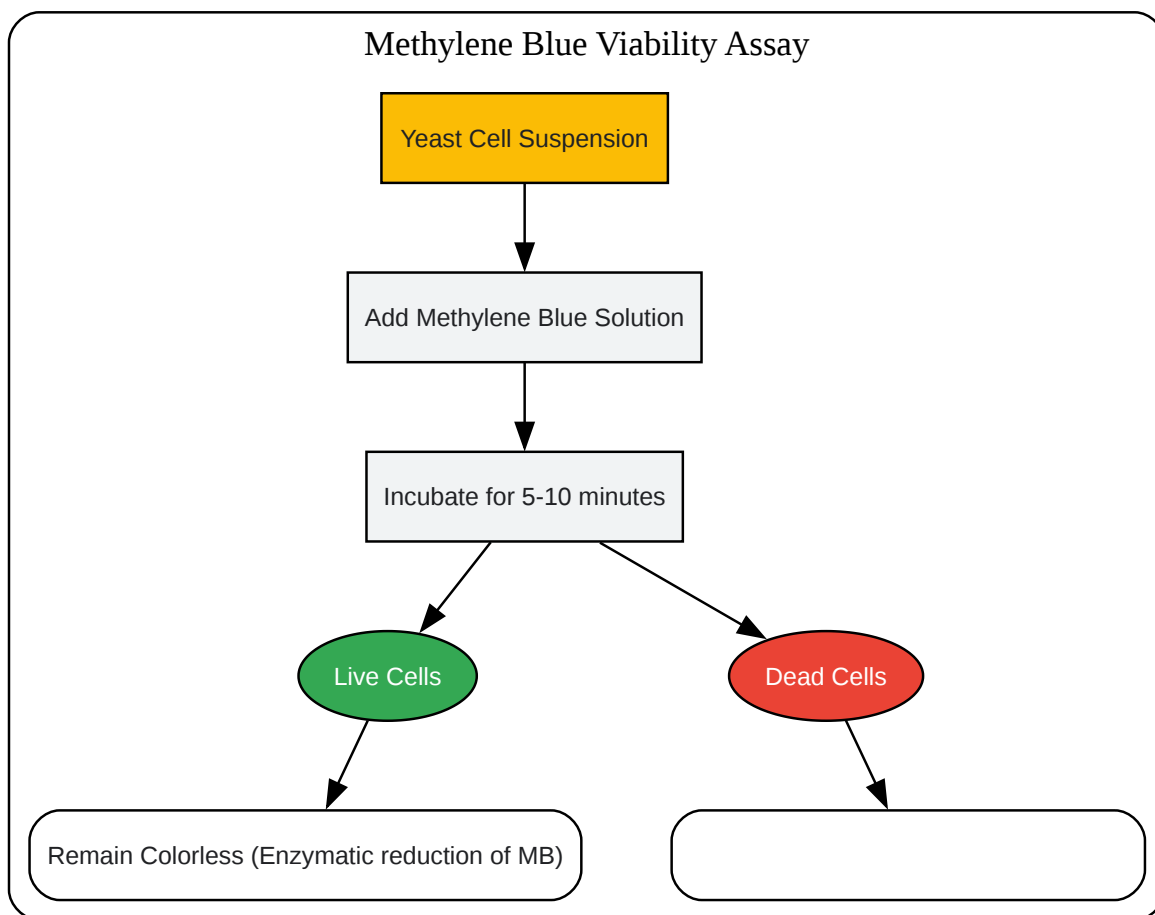 Methylene Blue Viability Assay
Yeast Cell Suspension
Add Methylene Blue Solution
Incubate for 5-10 minutes
Live Cells
Dead Cells
Remain Colorless (Enzymatic reduction of MB)